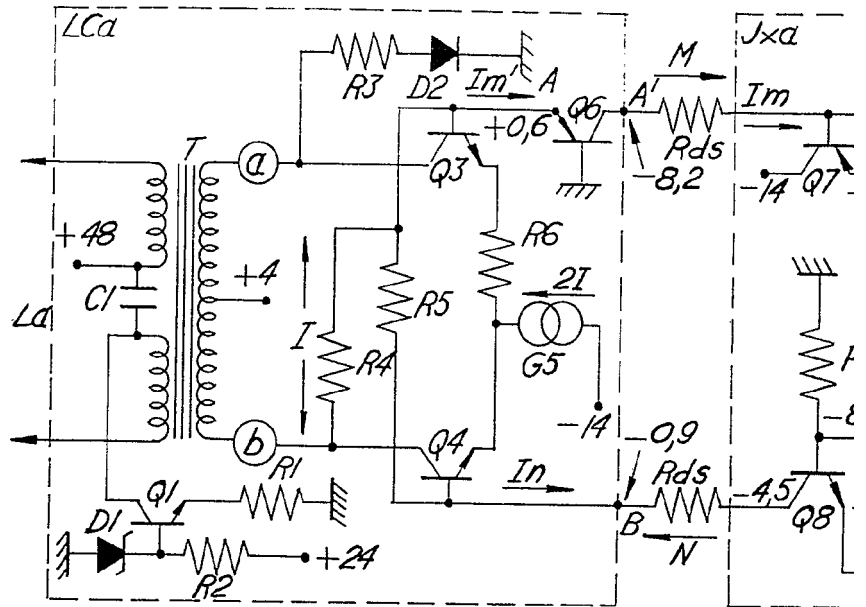 LCa
Jxa
R3
D2
Im'
A
Q6
A'
M
Im
+0,6
Rds
-8,2
Q7
-14
T
a
Q3
+48
C1
+4
La
I
R4
R5
R6
2I
G5
-14
b
Q4
In
-0,9
Rds
-4,5
Q8
B
N
Q1
R1
D1
R2
+24